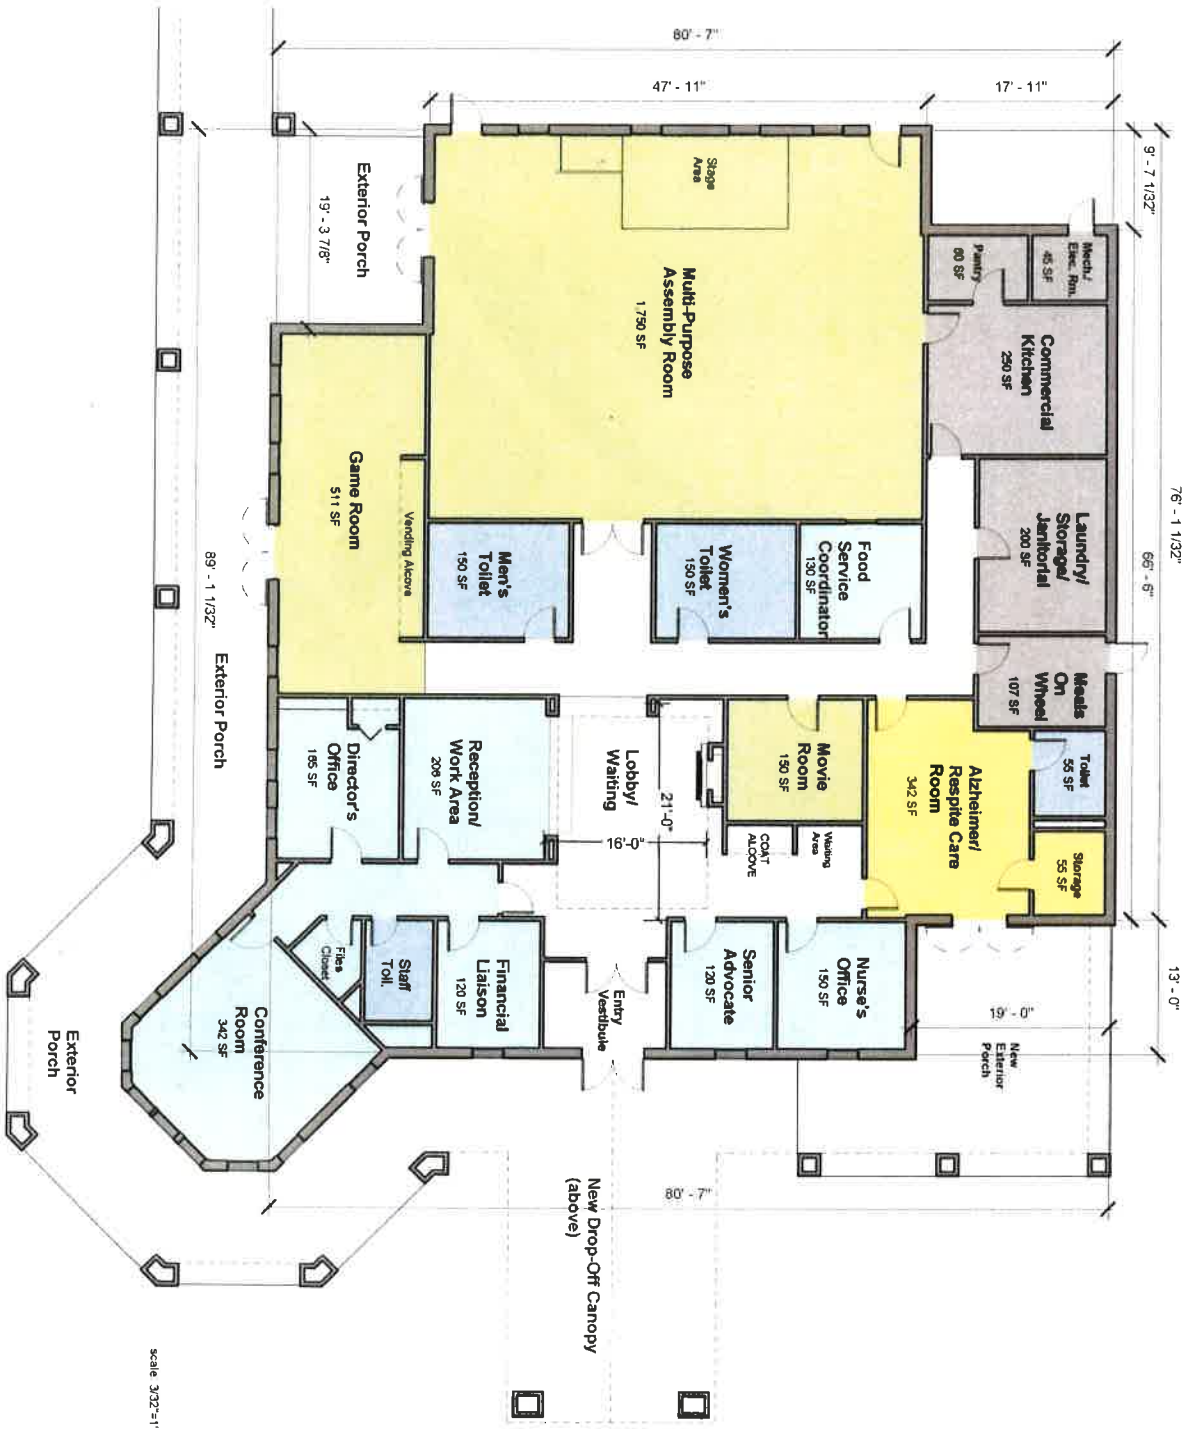 80' - 7"
47' - 11"
17' - 11"
9' - 7 1/32"
76' - 1 1/32"
66' - 6"
13' - 0"
Exterior Porch
19' - 3 7/8"
Stage
Area
Multi-Purpose
Assembly Room
1,750 SF
Mech./
Elec. Rm.
45 SF
Pantry
60 SF
Commercial
Kitchen
250 SF
Laundry/
Storage/
Janitorial
200 SF
Meals
On
Wheel
107 SF
Game Room
511 SF
Vending Alcove
Men's
Toilet
150 SF
Women's
Toilet
150 SF
Food
Service
Coordinator
130 SF
89' - 1 1/32"
Exterior Porch
Director's
Office
165 SF
Reception/
Work Area
206 SF
Lobby/
Waiting
21'-0"
16'-0"
Movie
Room
150 SF
Alzheimer/
Respite Care
Room
342 SF
Toilet
55 SF
Storage
55 SF
COAT
ALCOVE
Waiting
Area
Files
Closet
Staff
Toil.
Financial
Liaison
120 SF
Entry
Vestibule
Senior
Advocate
120 SF
Nurse's
Office
150 SF
19' - 0"
New
Exterior
Porch
Conference
Room
342 SF
Exterior
Porch
80' - 7"
New Drop-Off Canopy
(above)
scale 3/32"=1'